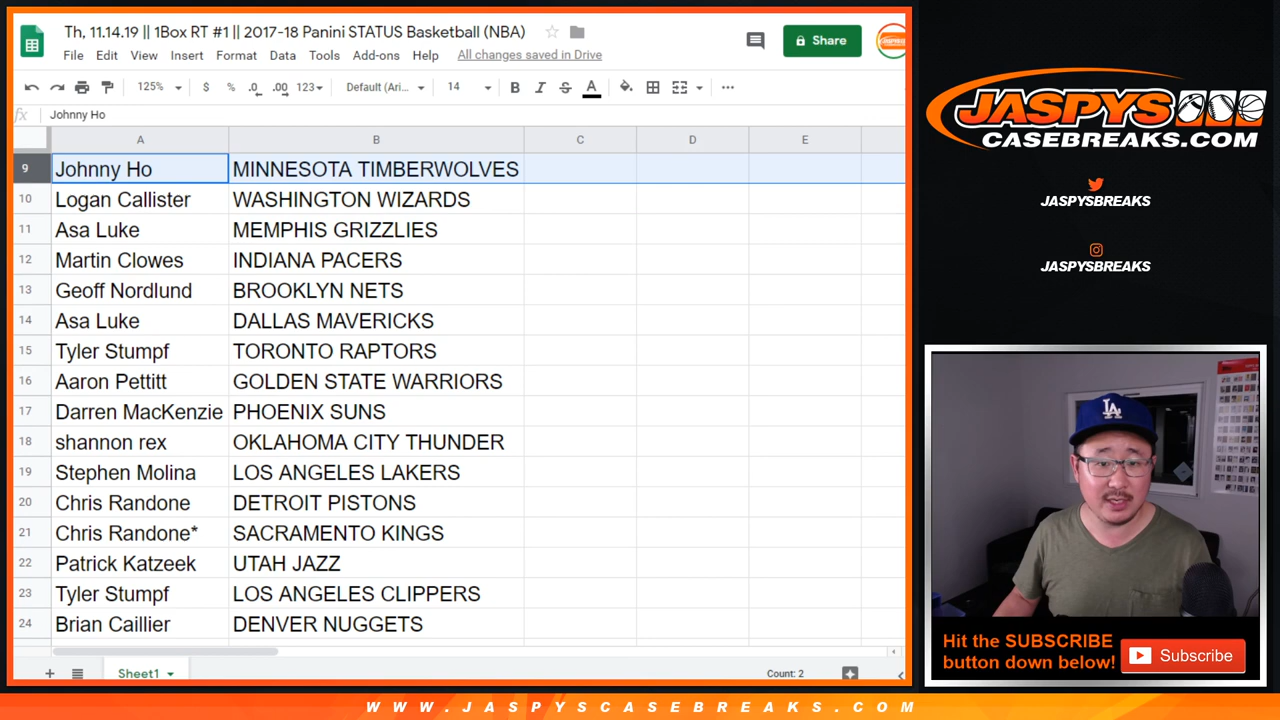 Th, 11.14.19 || 1Box RT #1 || 2017-18 Panini STATUS Basketball (NBA)
File Edit View Insert Format Data Tools Add-ons Help All changes saved in Drive
Share
125% $ % .0 .00 123 Default (Ari... 14 B I S A ...
fx Johnny Ho
A B C D E
9 Johnny Ho MINNESOTA TIMBERWOLVES
10 Logan Callister WASHINGTON WIZARDS
11 Asa Luke MEMPHIS GRIZZLIES
12 Martin Clowes INDIANA PACERS
13 Geoff Nordlund BROOKLYN NETS
14 Asa Luke DALLAS MAVERICKS
15 Tyler Stumpf TORONTO RAPTORS
16 Aaron Pettitt GOLDEN STATE WARRIORS
17 Darren MacKenzie PHOENIX SUNS
18 shannon rex OKLAHOMA CITY THUNDER
19 Stephen Molina LOS ANGELES LAKERS
20 Chris Randone DETROIT PISTONS
21 Chris Randone* SACRAMENTO KINGS
22 Patrick Katzeek UTAH JAZZ
23 Tyler Stumpf LOS ANGELES CLIPPERS
24 Brian Caillier DENVER NUGGETS
Sheet1 Count: 2
JASPYS
CASEBREAKS.COM
JASPYSBREAKS
JASPYSBREAKS
LA
Hit the SUBSCRIBE
button down below!
Subscribe
WWW.JASPYSCASEBREAKS.COM